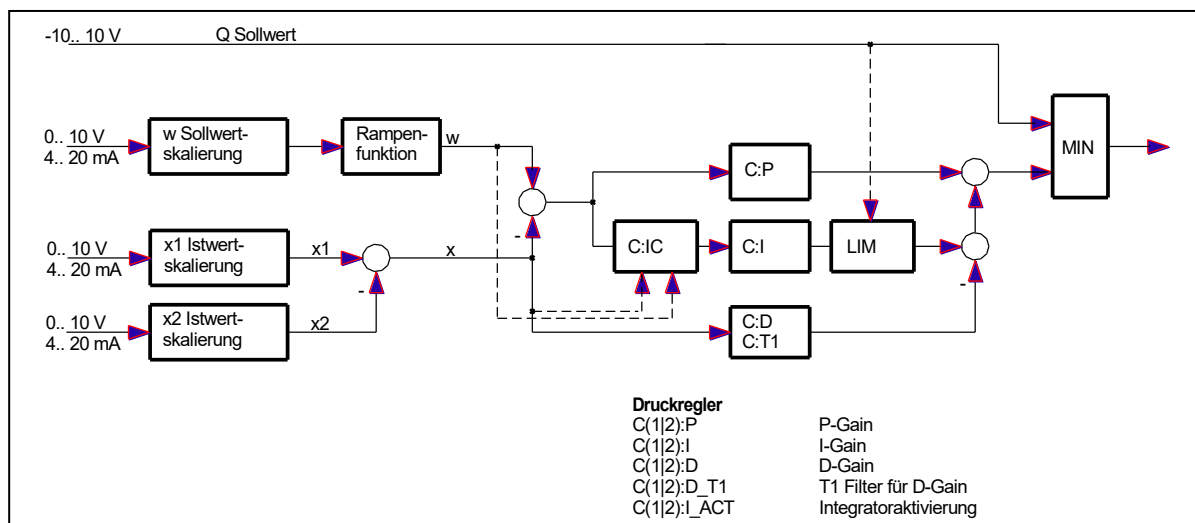 -10.. 10 V Q Sollwert
0.. 10 V
4.. 20 mA
w Sollwert-
skalierung
Rampen-
funktion
w
C:P
MIN
-
0.. 10 V
4.. 20 mA
x1 Istwert-
skalierung
x1
x
C:IC
C:I
LIM
-
-
0.. 10 V
4.. 20 mA
x2 Istwert-
skalierung
x2
C:D
C:T1
Druckregler
C(1|2):P P-Gain
C(1|2):I I-Gain
C(1|2):D D-Gain
C(1|2):D_T1 T1 Filter für D-Gain
C(1|2):I_ACT Integratoraktivierung